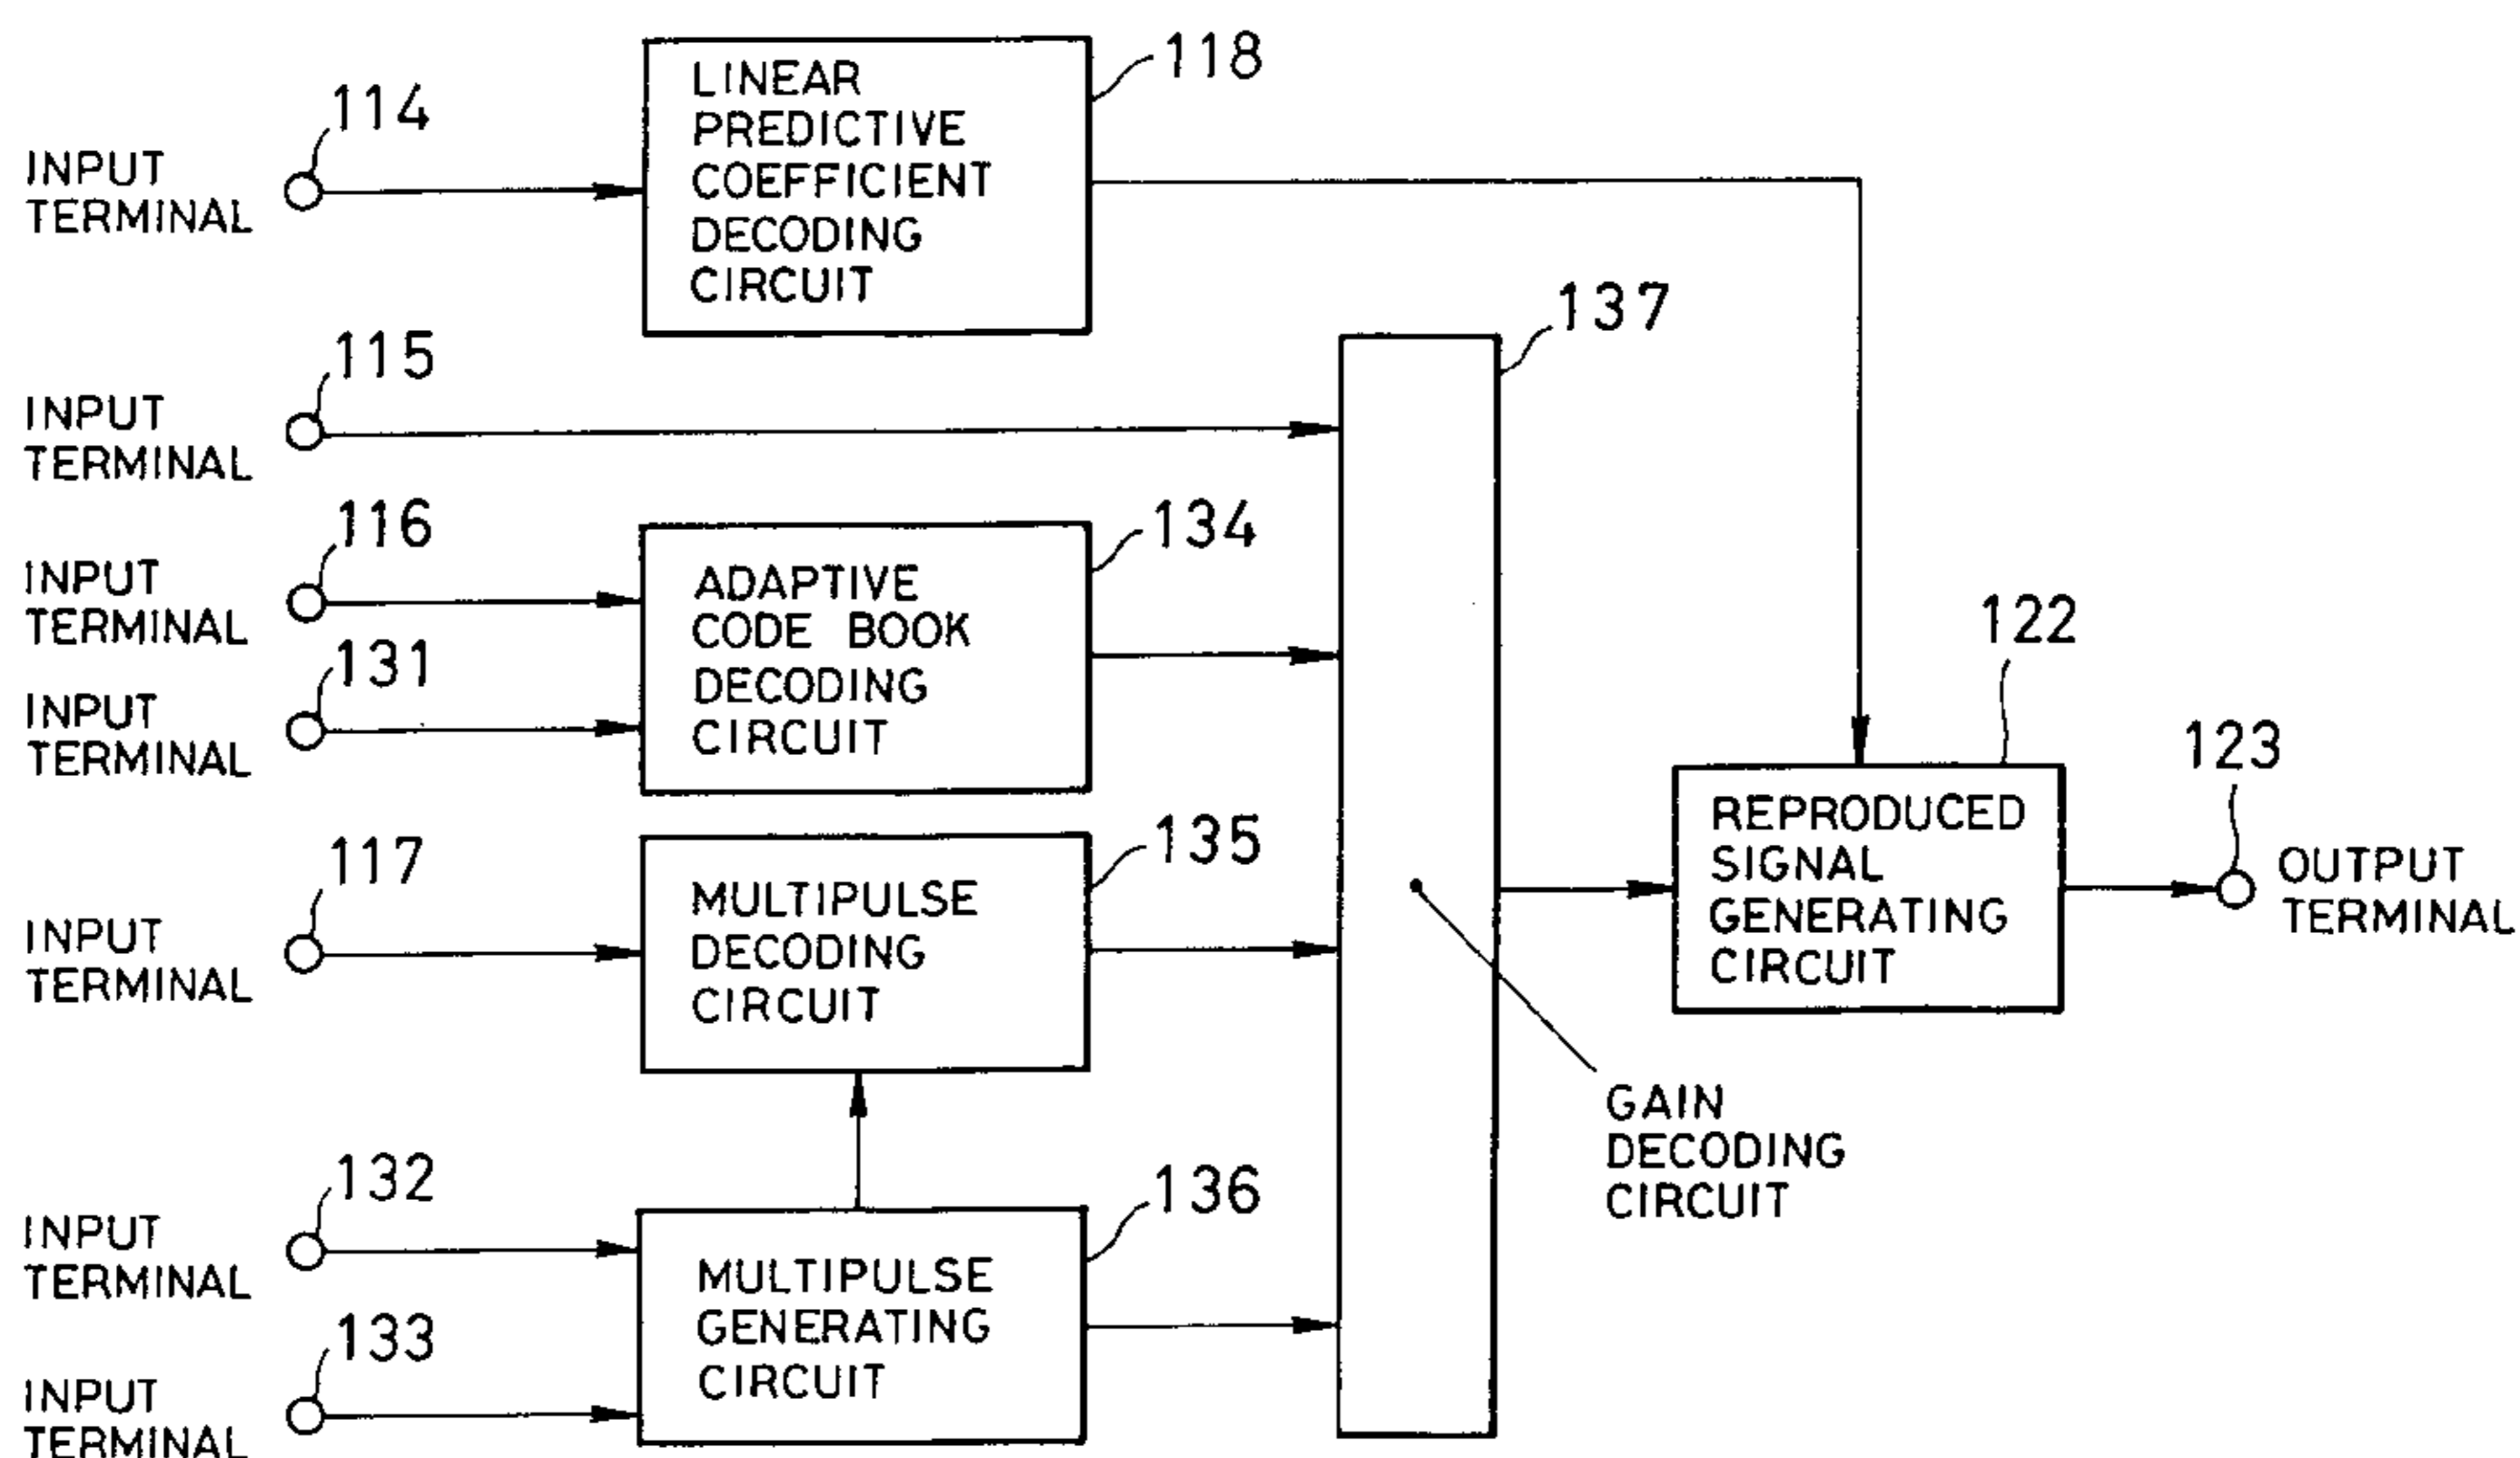 118
LINEAR
PREDICTIVE
COEFFICIENT
DECODING
CIRCUIT
114
INPUT
TERMINAL
137
115
INPUT
TERMINAL
116
INPUT
TERMINAL
134
ADAPTIVE
CODE BOOK
DECODING
CIRCUIT
131
INPUT
TERMINAL
122
REPRODUCED
SIGNAL
GENERATING
CIRCUIT
123
OUTPUT
TERMINAL
117
INPUT
TERMINAL
135
MULTIPULSE
DECODING
CIRCUIT
GAIN
DECODING
CIRCUIT
132
INPUT
TERMINAL
136
MULTIPULSE
GENERATING
CIRCUIT
133
INPUT
TERMINAL